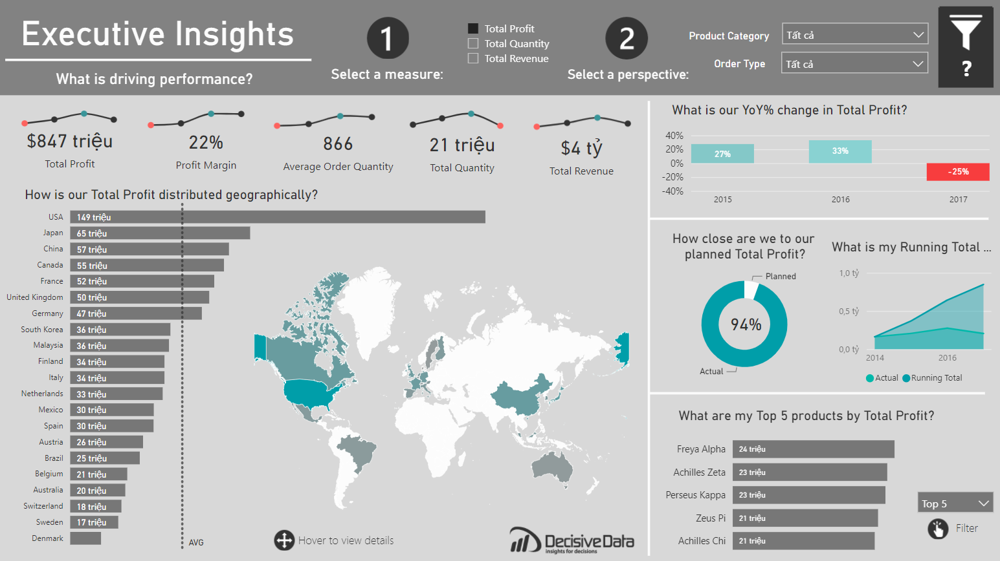 Executive Insights
What is driving performance?
1
Select a measure:
Total Profit
Total Quantity
Total Revenue
2
Select a perspective:
Product Category
Tất cả
Order Type
Tất cả
?
$847 triệu
Total Profit
22%
Profit Margin
866
Average Order Quantity
21 triệu
Total Quantity
$4 tỷ
Total Revenue
How is our Total Profit distributed geographically?
USA 149 triệu
Japan 65 triệu
China 57 triệu
Canada 55 triệu
France 52 triệu
United Kingdom 50 triệu
Germany 47 triệu
South Korea 36 triệu
Malaysia 36 triệu
Finland 34 triệu
Italy 34 triệu
Netherlands 33 triệu
Mexico 30 triệu
Spain 30 triệu
Austria 26 triệu
Brazil 25 triệu
Belgium 21 triệu
Australia 20 triệu
Switzerland 18 triệu
Sweden 17 triệu
Denmark
AVG
Hover to view details
DecisiveData
insights for decisions
What is our YoY% change in Total Profit?
40%
20%
0%
-20%
-40%
27%
33%
-25%
2015
2016
2017
How close are we to our
planned Total Profit?
Planned
94%
Actual
What is my Running Total ...
1,0 tỷ
0,5 tỷ
0,0 tỷ
2014
2016
Actual
Running Total
What are my Top 5 products by Total Profit?
Freya Alpha 24 triệu
Achilles Zeta 23 triệu
Perseus Kappa 23 triệu
Zeus Pi 21 triệu
Achilles Chi 21 triệu
Top 5
Filter